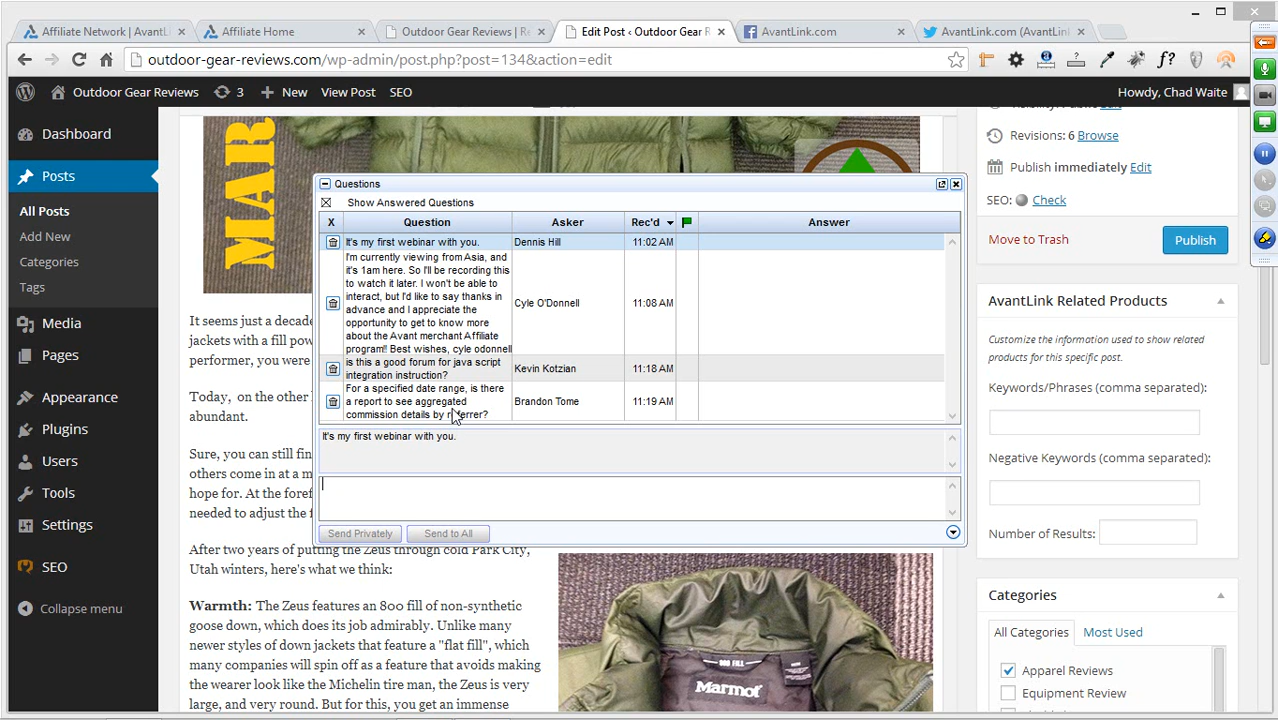 Affiliate Network | AvantLi
Affiliate Home
Outdoor Gear Reviews | Re
Edit Post ‹ Outdoor Gear R
AvantLink.com
AvantLink.com (AvantLink
outdoor-gear-reviews.com/wp-admin/post.php?post=134&action=edit
Outdoor Gear Reviews
3
New
View Post
SEO
Howdy, Chad Waite
Dashboard
Posts
All Posts
Add New
Categories
Tags
Media
Pages
Appearance
Plugins
Users
Tools
Settings
SEO
Collapse menu
MAR
Questions
Show Answered Questions
X
Question
Asker
Rec'd
Answer
It's my first webinar with you.
Dennis Hill
11:02 AM
I'm currently viewing from Asia, and
it's 1am here. So I'll be recording this
to watch it later. I won't be able to
interact, but I'd like to say thanks in
advance and I appreciate the
opportunity to get to know more
about the Avant merchant Affiliate
program!! Best wishes, cyle odonnell
Cyle O'Donnell
11:08 AM
is this a good forum for java script
integration instruction?
Kevin Kotzian
11:18 AM
For a specified date range, is there
a report to see aggregated
commission details by referrer?
Brandon Tome
11:19 AM
It's my first webinar with you.
Send Privately
Send to All
It seems just a decade
jackets with a fill pow
performer, you were
Today, on the other
abundant.
Sure, you can still fin
others come in at a m
hope for. At the foref
needed to adjust the f
After two years of putting the Zeus through cold Park City,
Utah winters, here's what we think:
Warmth: The Zeus features an 800 fill of non-synthetic
goose down, which does its job admirably. Unlike many
newer styles of down jackets that feature a "flat fill", which
many companies will spin off as a feature that avoids making
the wearer look like the Michelin tire man, the Zeus is very
large, and very round. But for this, you get an immense
800 FILL
Marmot
Visibility: Public Edit
Revisions: 6 Browse
Publish immediately Edit
SEO: Check
Move to Trash
Publish
AvantLink Related Products
Customize the information used to show related
products for this specific post.
Keywords/Phrases (comma separated):
Negative Keywords (comma separated):
Number of Results:
Categories
All Categories
Most Used
Apparel Reviews
Equipment Review